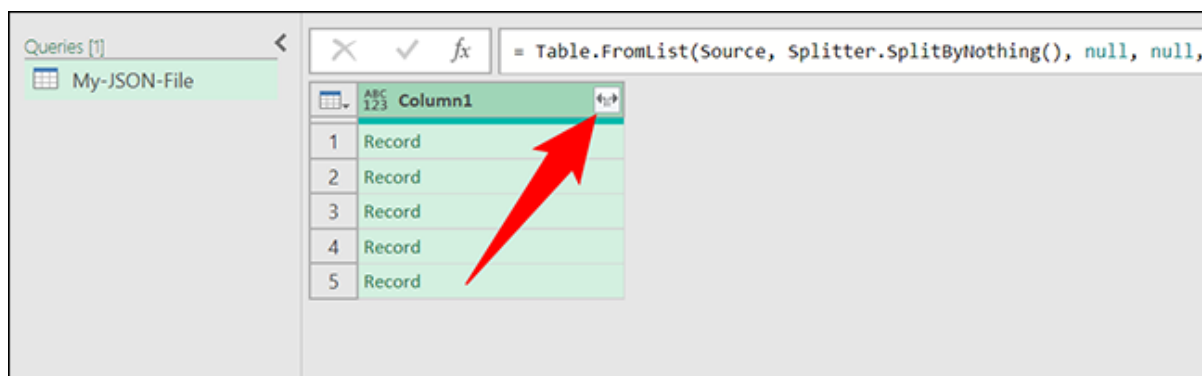 Queries [1]
My-JSON-File
fx
= Table.FromList(Source, Splitter.SplitByNothing(), null, null,
ABC
123 Column1
1 Record
2 Record
3 Record
4 Record
5 Record